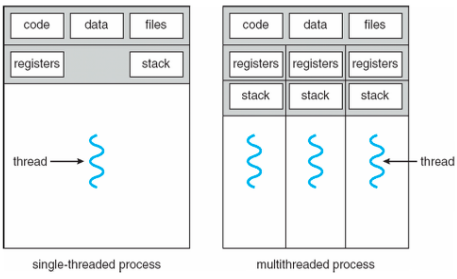 code data files
registers stack
thread
single-threaded process
code data files
registers registers registers
stack stack stack
thread
multithreaded process